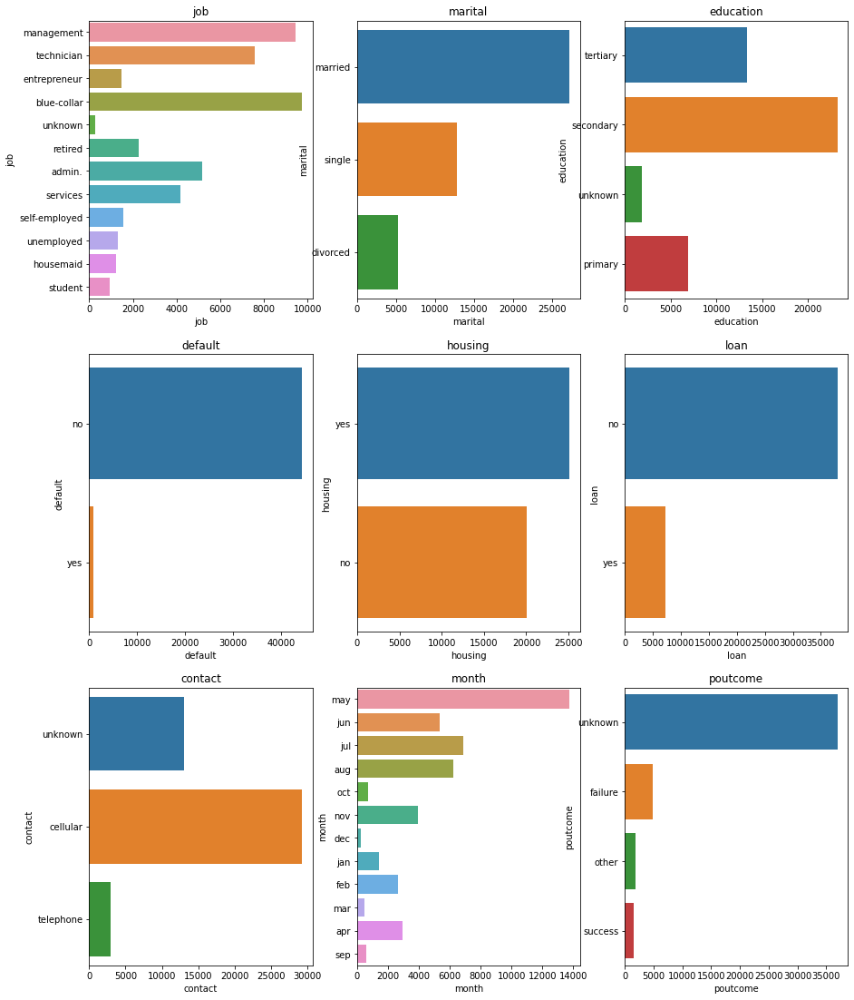 job
management
technician
entrepreneur
blue-collar
unknown
retired
admin.
services
self-employed
unemployed
housemaid
student
job
0 2000 4000 6000 8000 10000
job
marital
married
single
divorced
marital
0 5000 10000 15000 20000 25000
marital
education
tertiary
secondary
unknown
primary
education
0 5000 10000 15000 20000
education
default
no
yes
default
0 10000 20000 30000 40000
default
housing
yes
no
housing
0 5000 10000 15000 20000 25000
housing
loan
no
yes
loan
0 5000 10000 15000 20000 25000 30000 35000
loan
contact
unknown
cellular
telephone
contact
0 5000 10000 15000 20000 25000 30000
contact
month
may
jun
jul
aug
oct
nov
dec
jan
feb
mar
apr
sep
month
0 2000 4000 6000 8000 10000 12000 14000
month
poutcome
unknown
failure
other
success
poutcome
0 5000 10000 15000 20000 25000 30000 35000
poutcome